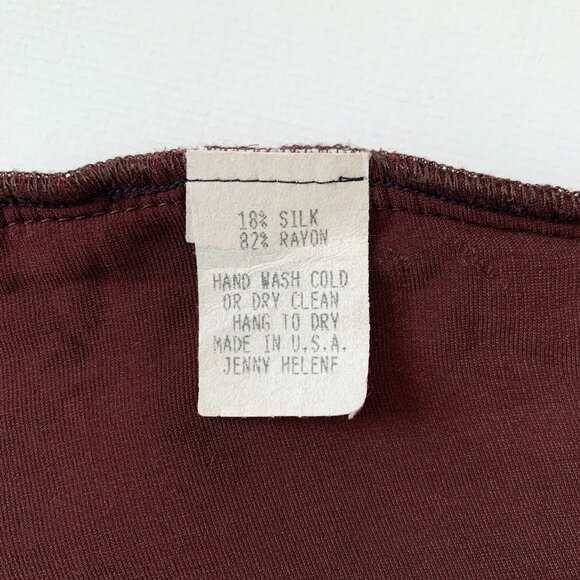 18% SILK
82% RAYON
HAND WASH COLD
OR DRY CLEAN
HANG TO DRY
MADE IN U.S.A.
JENNY HELENE